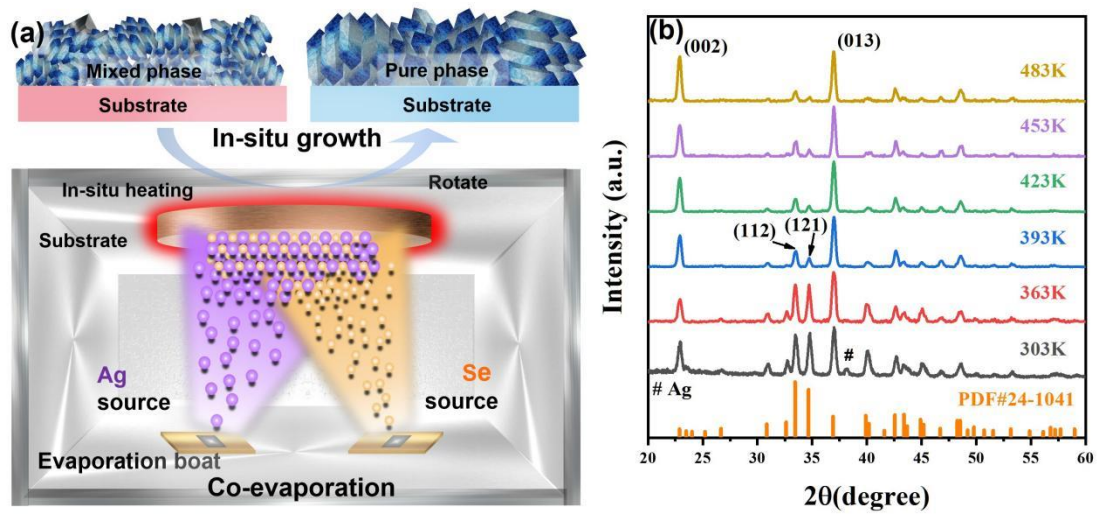 (a)
Mixed phase
Pure phase
Substrate
Substrate
In-situ growth
In-situ heating
Rotate
Substrate
Ag
source
Se
source
Evaporation boat
Co-evaporation
(b)
(002)
(013)
483K
453K
423K
(112)
(121)
393K
363K
#
303K
# Ag
PDF#24-1041
Intensity (a.u.)
20 25 30 35 40 45 50 55 60
2θ(degree)